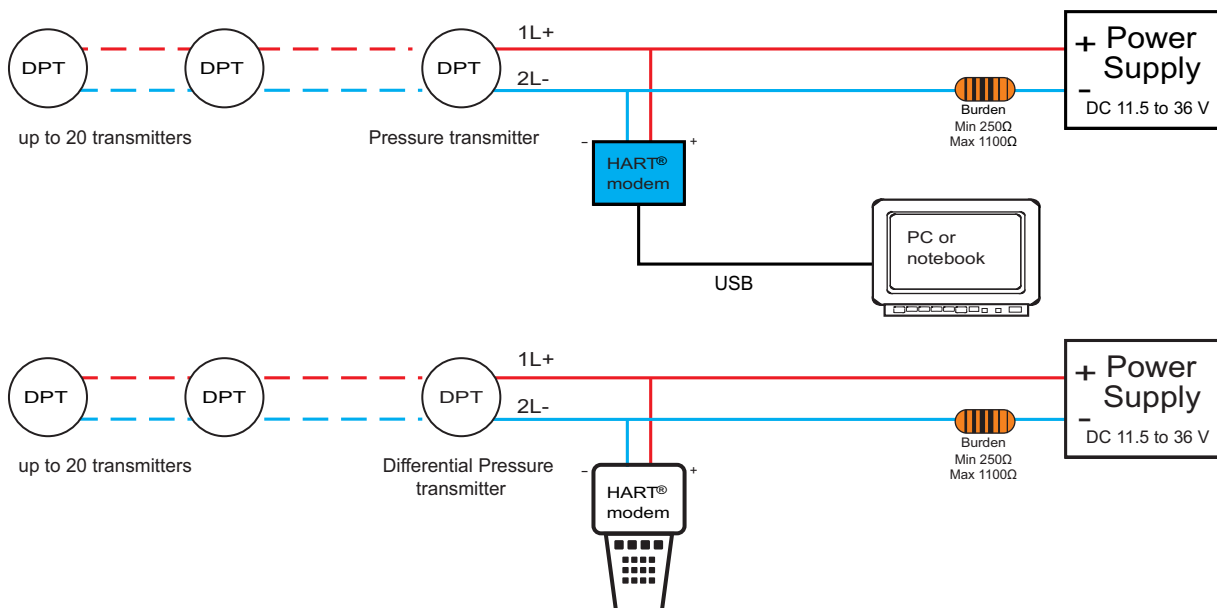 DPT
DPT
DPT
1L+
2L-
+
Power
Supply
-
DC 11.5 to 36 V
up to 20 transmitters
Pressure transmitter
Burden
Min 250Ω
Max 1100Ω
-
+
HART®
modem
PC or
notebook
USB
DPT
DPT
DPT
1L+
2L-
+
Power
Supply
-
DC 11.5 to 36 V
up to 20 transmitters
Differential Pressure
transmitter
Burden
Min 250Ω
Max 1100Ω
-
+
HART®
modem